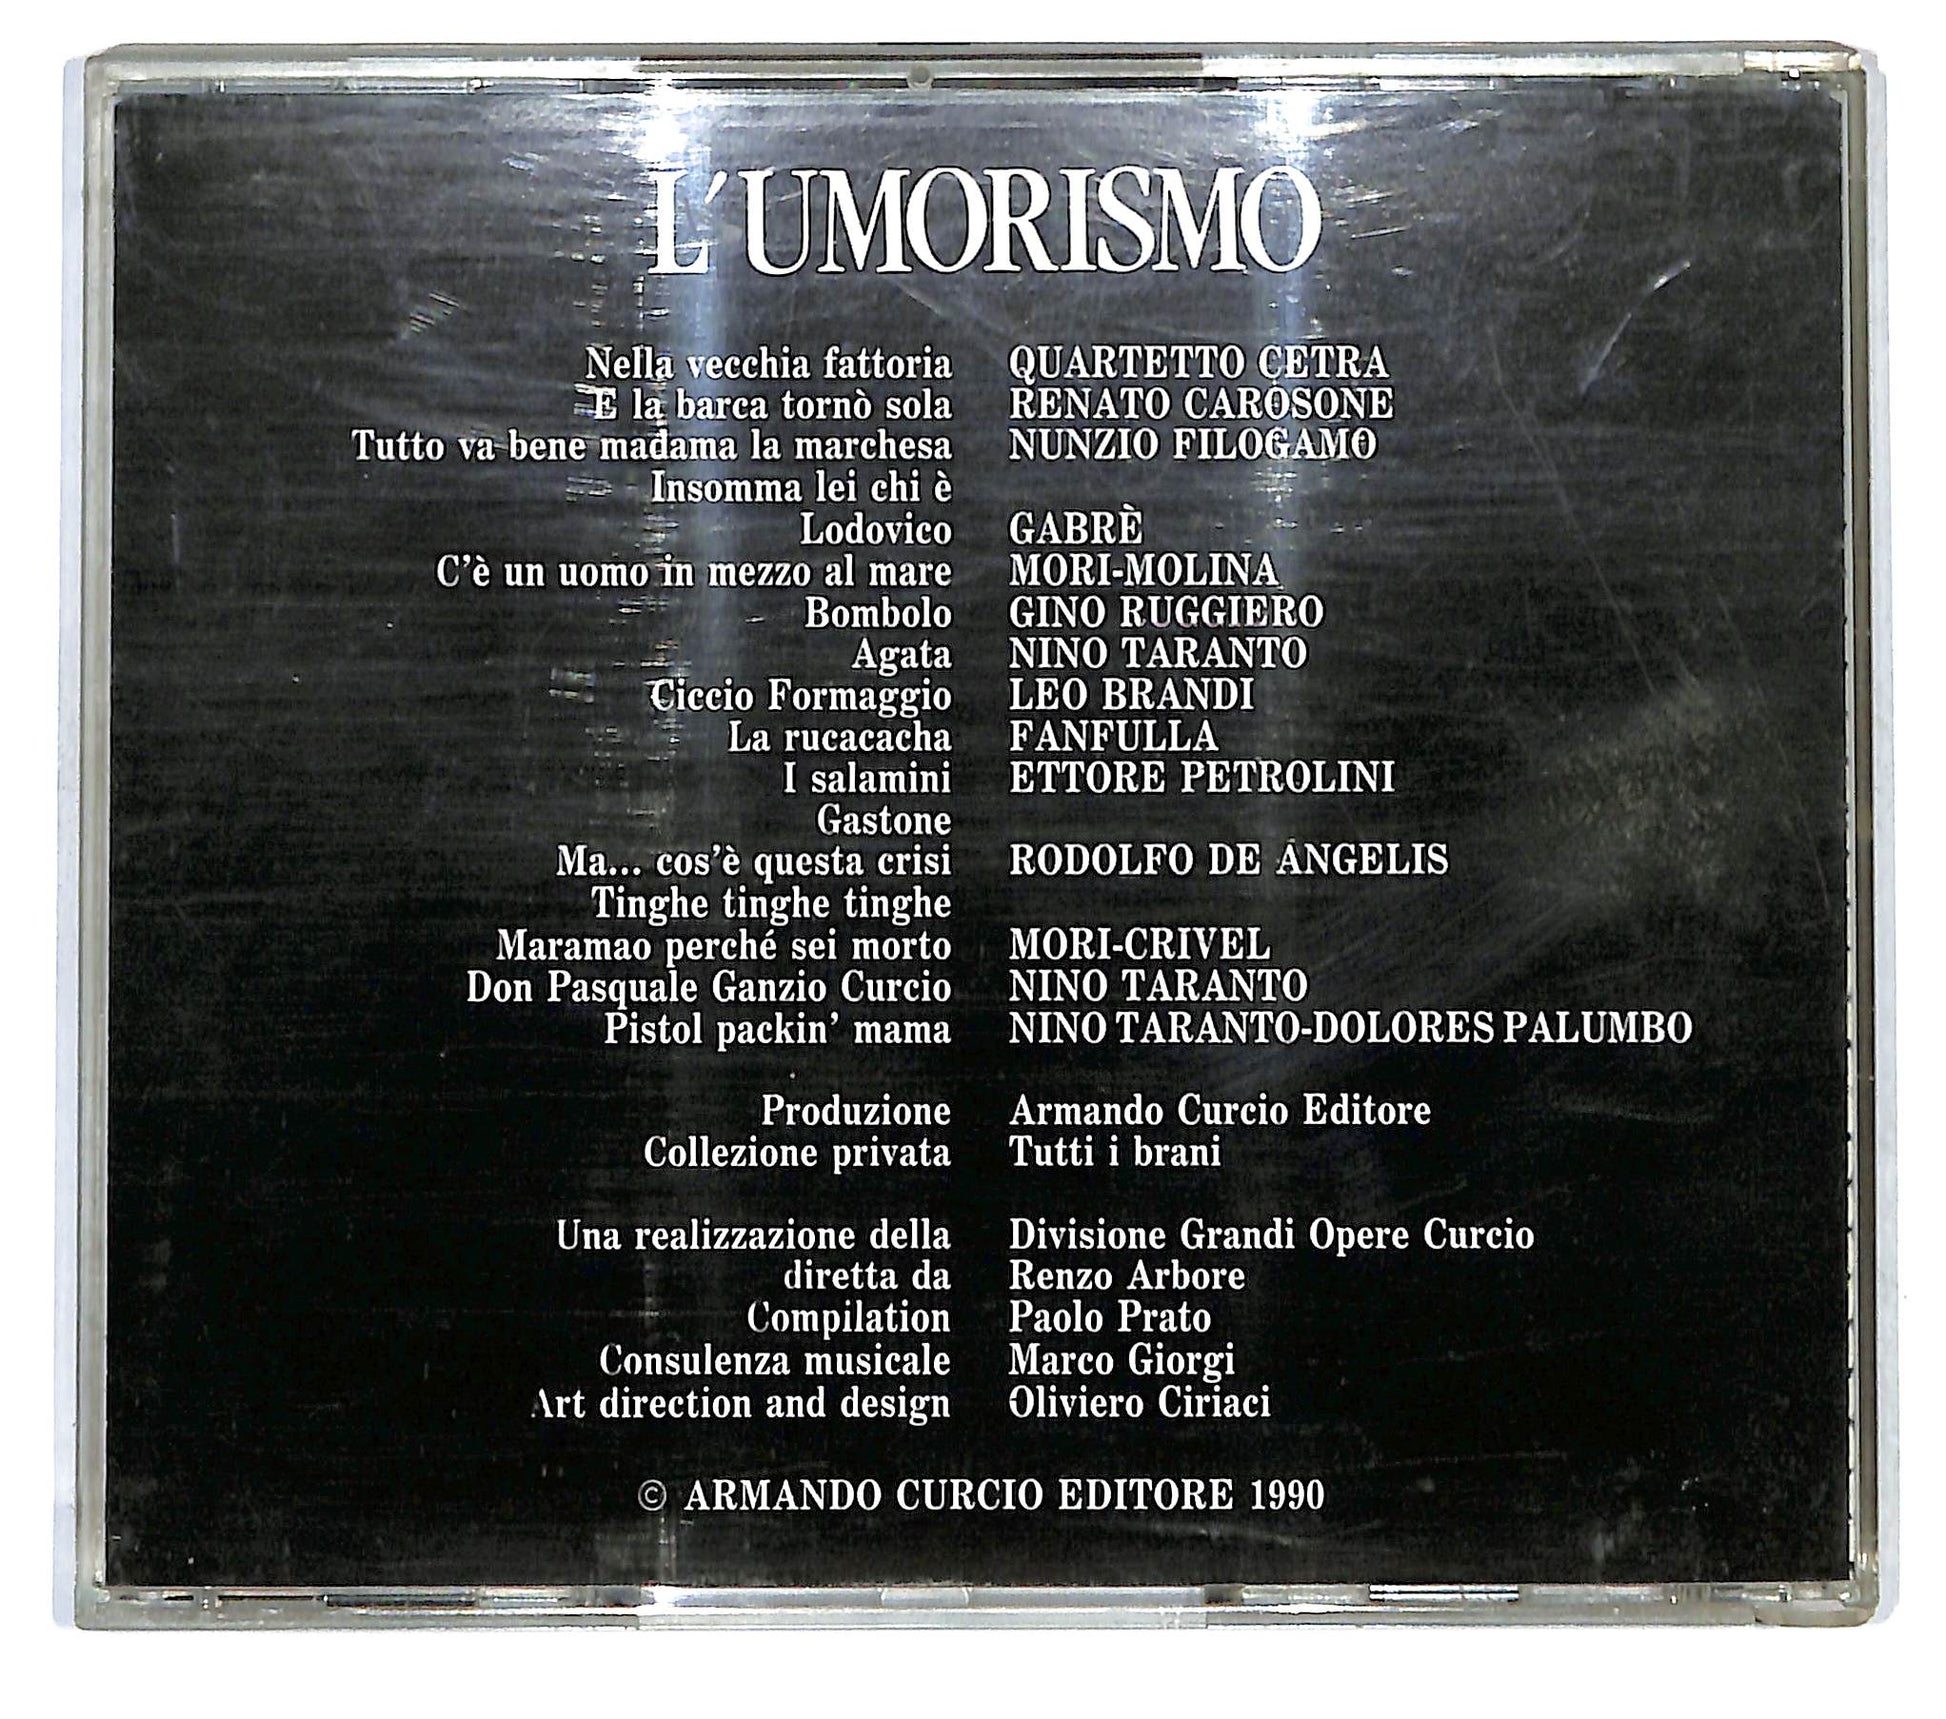 L'UMORISMO
Nella vecchia fattoria QUARTETTO CETRA
E la barca tornò sola RENATO CAROSONE
Tutto va bene madama la marchesa NUNZIO FILOGAMO
Insomma lei chi è
Lodovico GABRÈ
C'è un uomo in mezzo al mare MORI-MOLINA
Bombolo GINO RUGGIERO
Agata NINO TARANTO
Ciccio Formaggio LEO BRANDI
La rucacacha FANFULLA
I salamini ETTORE PETROLINI
Gastone
Ma... cos'è questa crisi RODOLFO DE ANGELIS
Tinghe tinghe tinghe
Maramao perché sei morto MORI-CRIVEL
Don Pasquale Ganzio Curcio NINO TARANTO
Pistol packin' mama NINO TARANTO-DOLORES PALUMBO
Produzione Armando Curcio Editore
Collezione privata Tutti i brani
Una realizzazione della Divisione Grandi Opere Curcio
diretta da Renzo Arbore
Compilation Paolo Prato
Consulenza musicale Marco Giorgi
Art direction and design Oliviero Ciriaci
© ARMANDO CURCIO EDITORE 1990